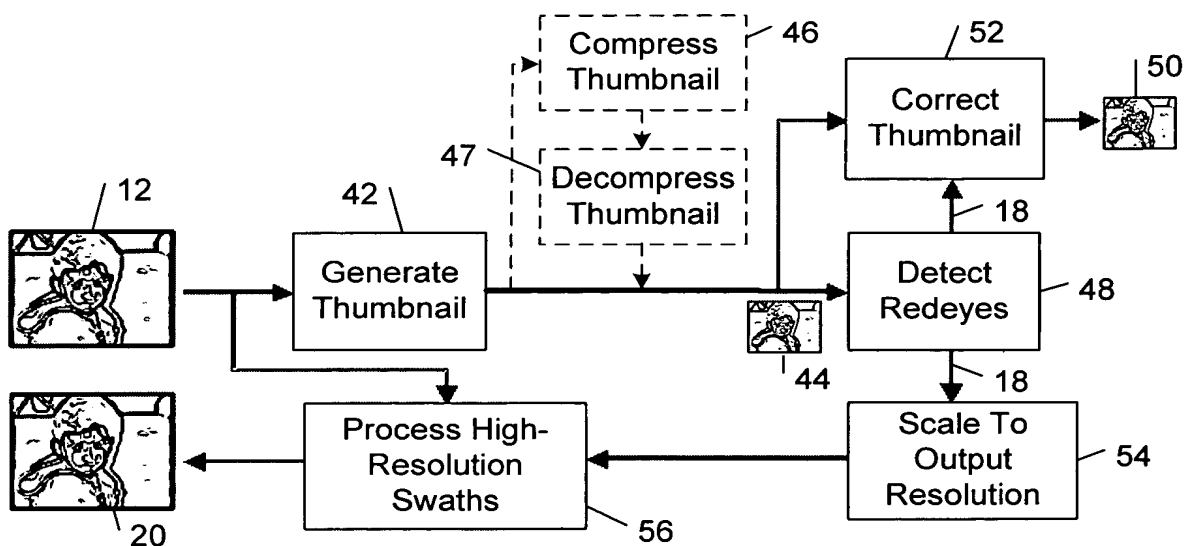 46
Compress
Thumbnail
52
50
Correct
Thumbnail
47
Decompress
Thumbnail
12
42
18
Generate
Thumbnail
Detect
Redeyes
48
44
18
Process High-
Resolution
Swaths
Scale To
Output
Resolution
54
20
56